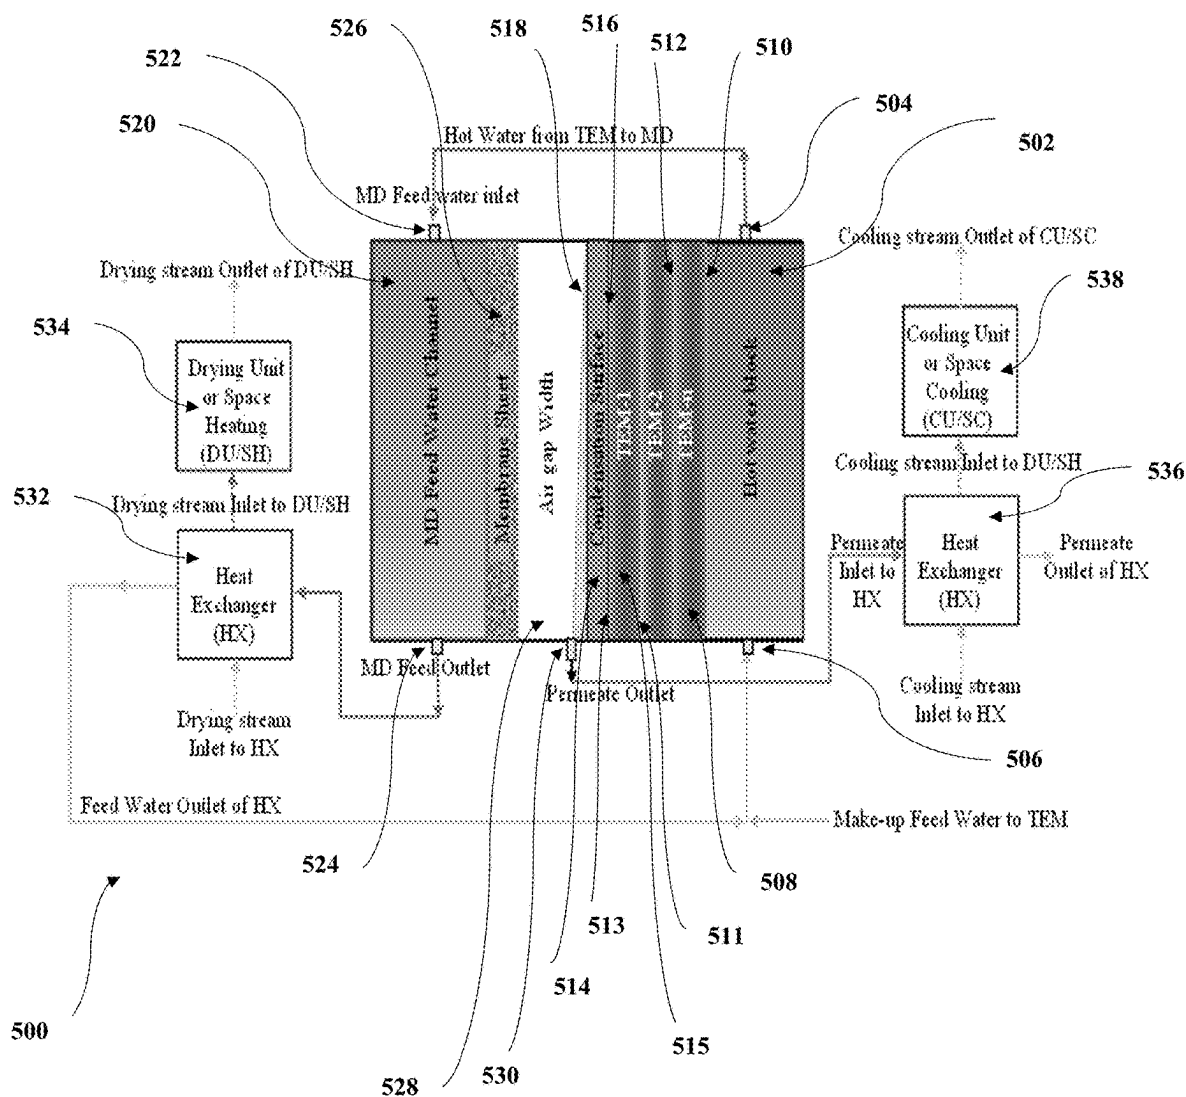 526
518
516
512
510
522
504
520
502
Hot Water from TEM to MD
MD Feed water inlet
Cooling stream Outlet of CU/SC
Drying stream Outlet of DU/SH
538
534
Drying Unit
or Space
Heating
(DU/SH)
Cooling Unit
or Space
Cooling
(CU/SC)
MD Feed Water Channel
Membrane Sheet
Air gap Width
Condensation Surface
TEM-1
TEM-2
TEM-n
Hot water block
Drying stream Inlet to DU/SH
Cooling stream Inlet to DU/SH
532
536
Heat
Exchanger
(HX)
Permeate
Inlet to
HX
Heat
Exchanger
(HX)
Permeate
Outlet of HX
MD Feed Outlet
Permeate Outlet
Drying stream
Inlet to HX
Cooling stream
Inlet to HX
506
Feed Water Outlet of HX
Make-up Feed Water to TEM
524
508
513
511
514
500
515
528
530